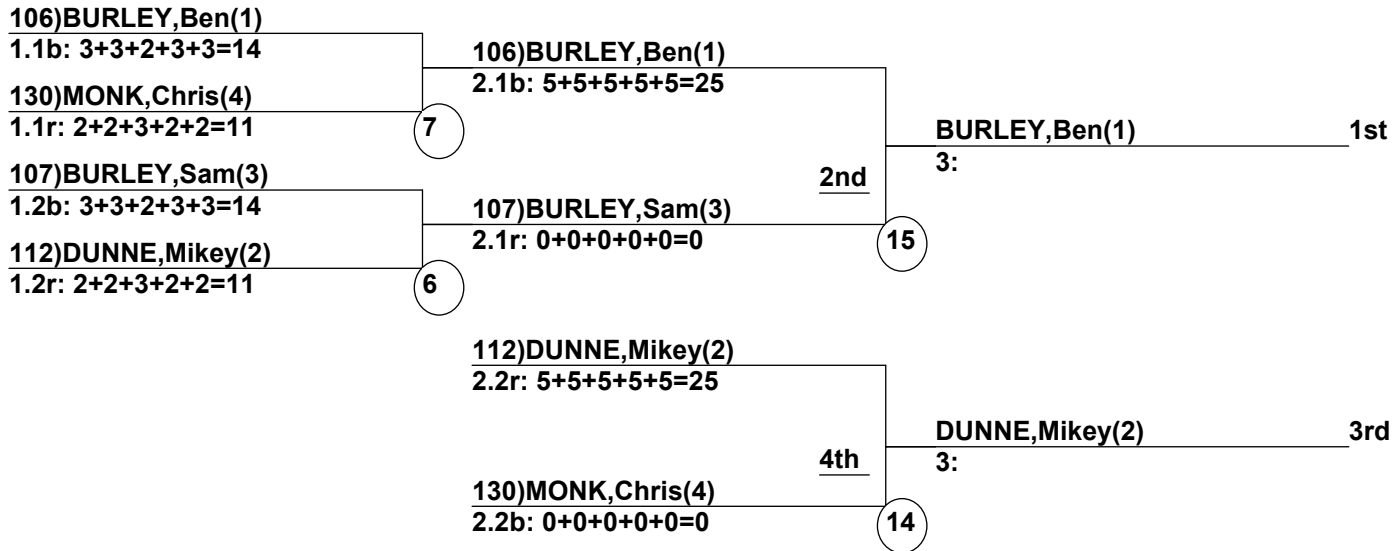 106)BURLEY,Ben(1)
1.1b: 3+3+2+3+3=14
130)MONK,Chris(4)
1.1r: 2+2+3+2+2=11
7
107)BURLEY,Sam(3)
1.2b: 3+3+2+3+3=14
112)DUNNE,Mikey(2)
1.2r: 2+2+3+2+2=11
6
106)BURLEY,Ben(1)
2.1b: 5+5+5+5+5=25
107)BURLEY,Sam(3)
2.1r: 0+0+0+0+0=0
2nd
15
BURLEY,Ben(1) 1st
3:
112)DUNNE,Mikey(2)
2.2r: 5+5+5+5+5=25
130)MONK,Chris(4)
2.2b: 0+0+0+0+0=0
4th
14
DUNNE,Mikey(2) 3rd
3: